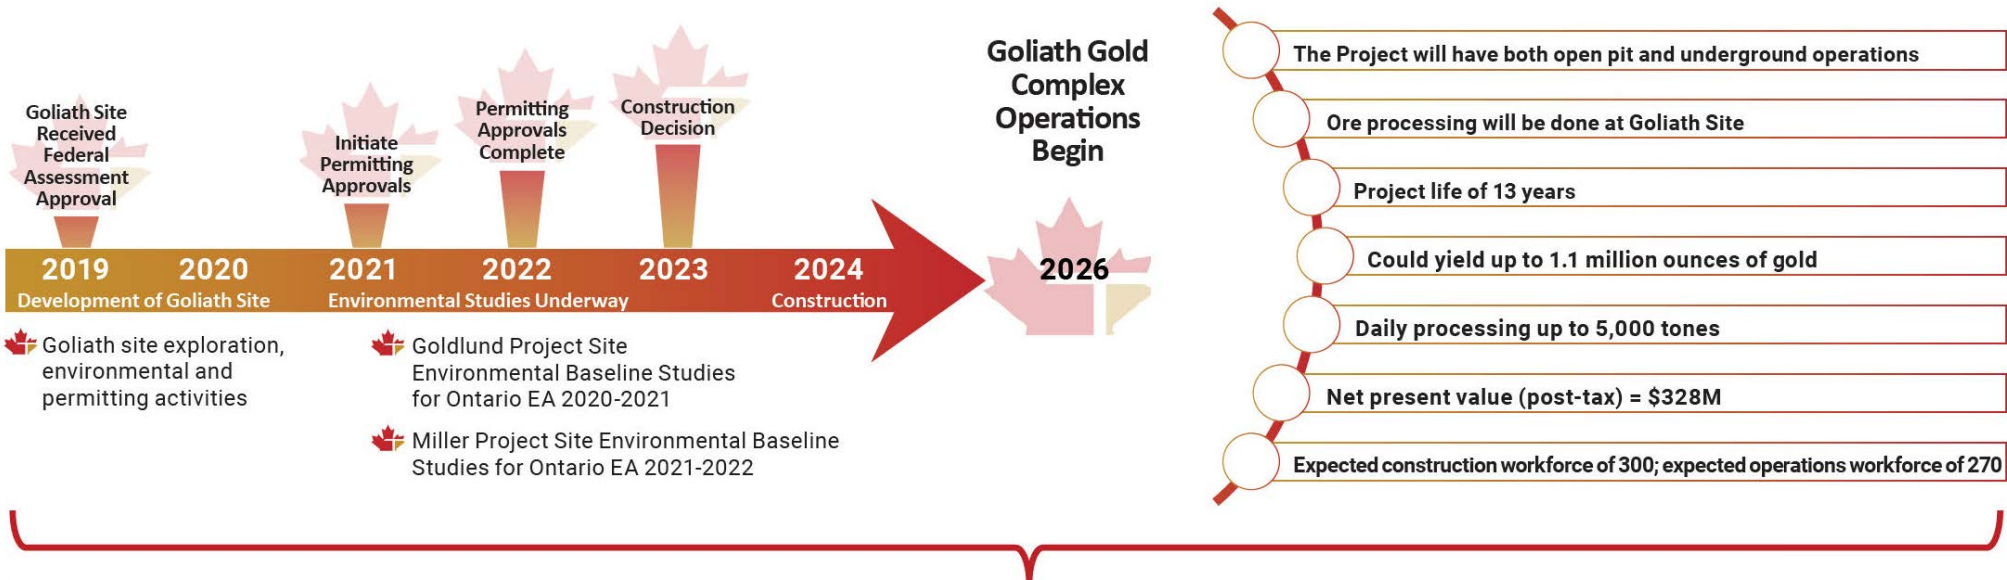 Goliath Site
Received
Federal
Assessment
Approval
Initiate
Permitting
Approvals
Permitting
Approvals
Complete
Construction
Decision
2019
2020
2021
2022
2023
2024
Development of Goliath Site
Environmental Studies Underway
Construction
Goliath site exploration,
environmental and
permitting activities
Goldlund Project Site
Environmental Baseline Studies
for Ontario EA 2020-2021
Miller Project Site Environmental Baseline
Studies for Ontario EA 2021-2022
Goliath Gold
Complex
Operations
Begin
2026
The Project will have both open pit and underground operations
Ore processing will be done at Goliath Site
Project life of 13 years
Could yield up to 1.1 million ounces of gold
Daily processing up to 5,000 tones
Net present value (post-tax) = $328M
Expected construction workforce of 300; expected operations workforce of 270